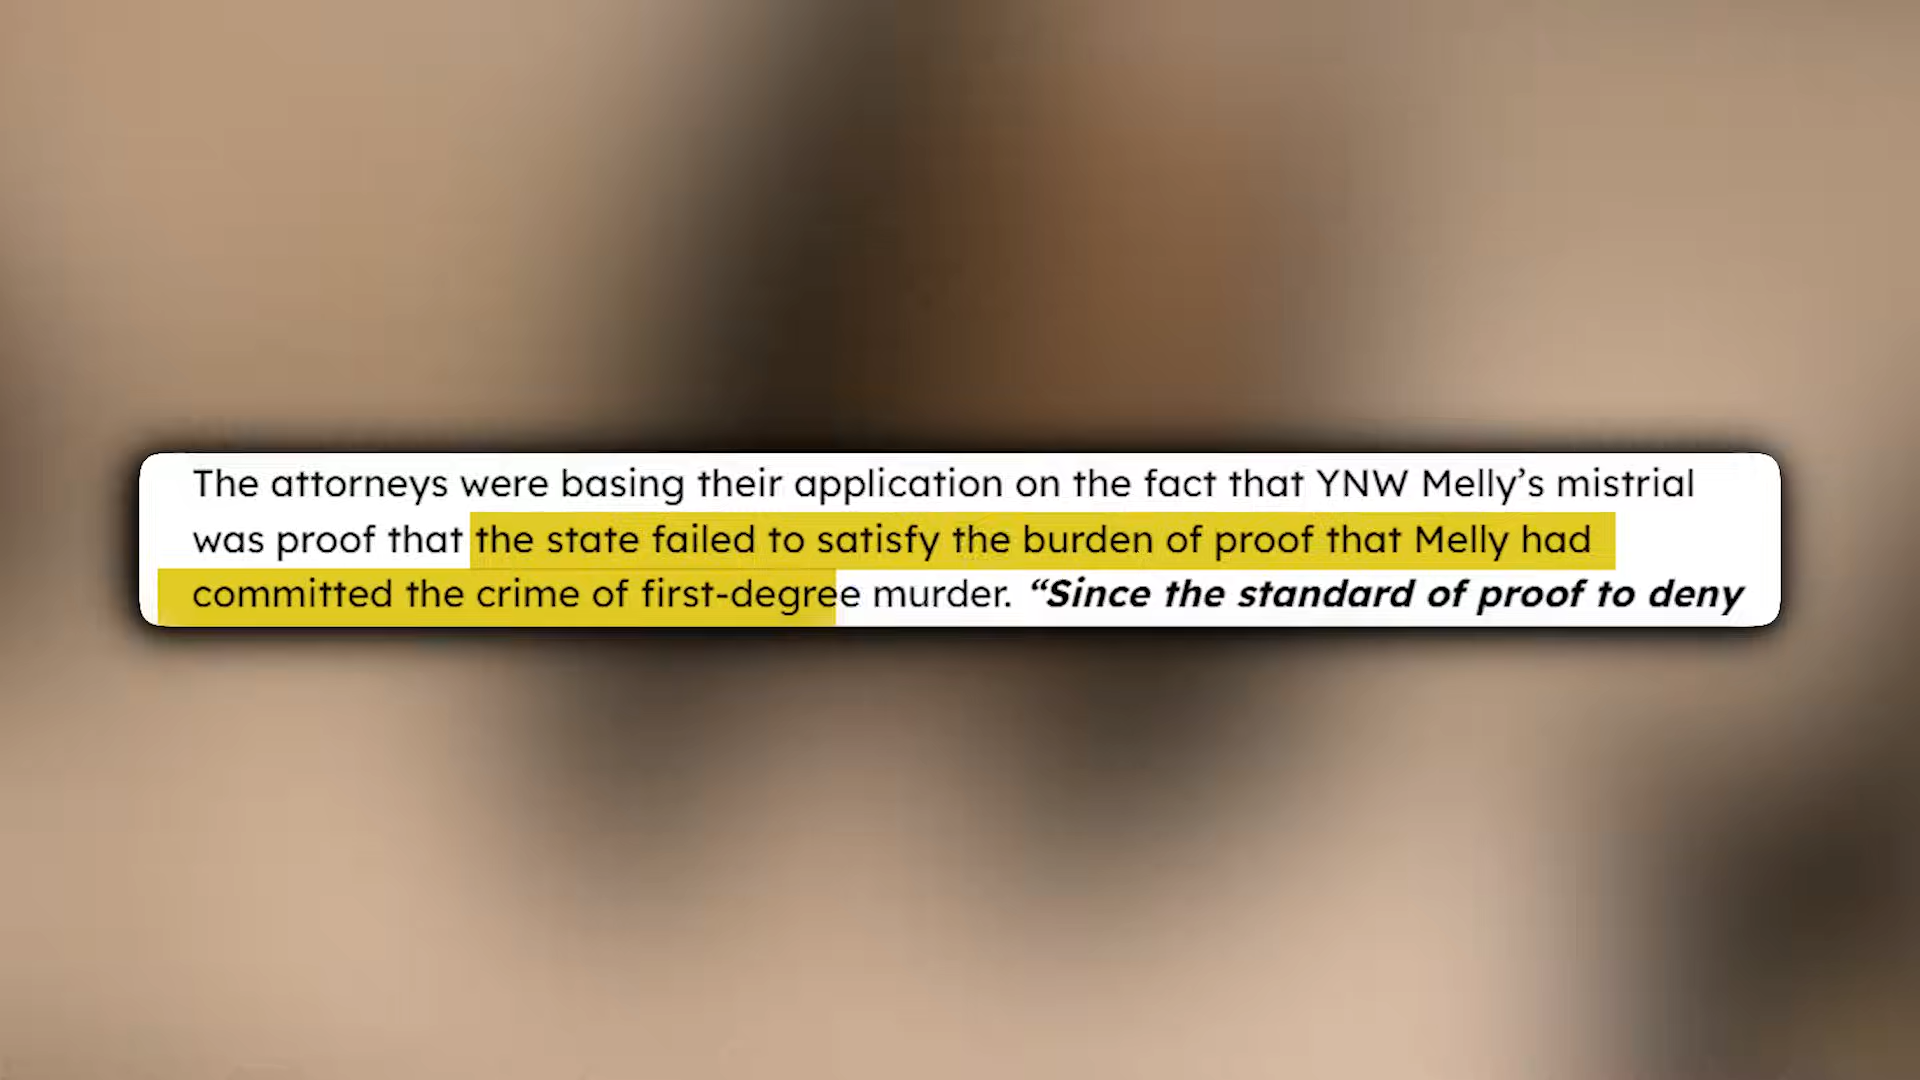 The attorneys were basing their application on the fact that YNW Melly’s mistrial
was proof that the state failed to satisfy the burden of proof that Melly had
committed the crime of first-degree murder. “Since the standard of proof to deny